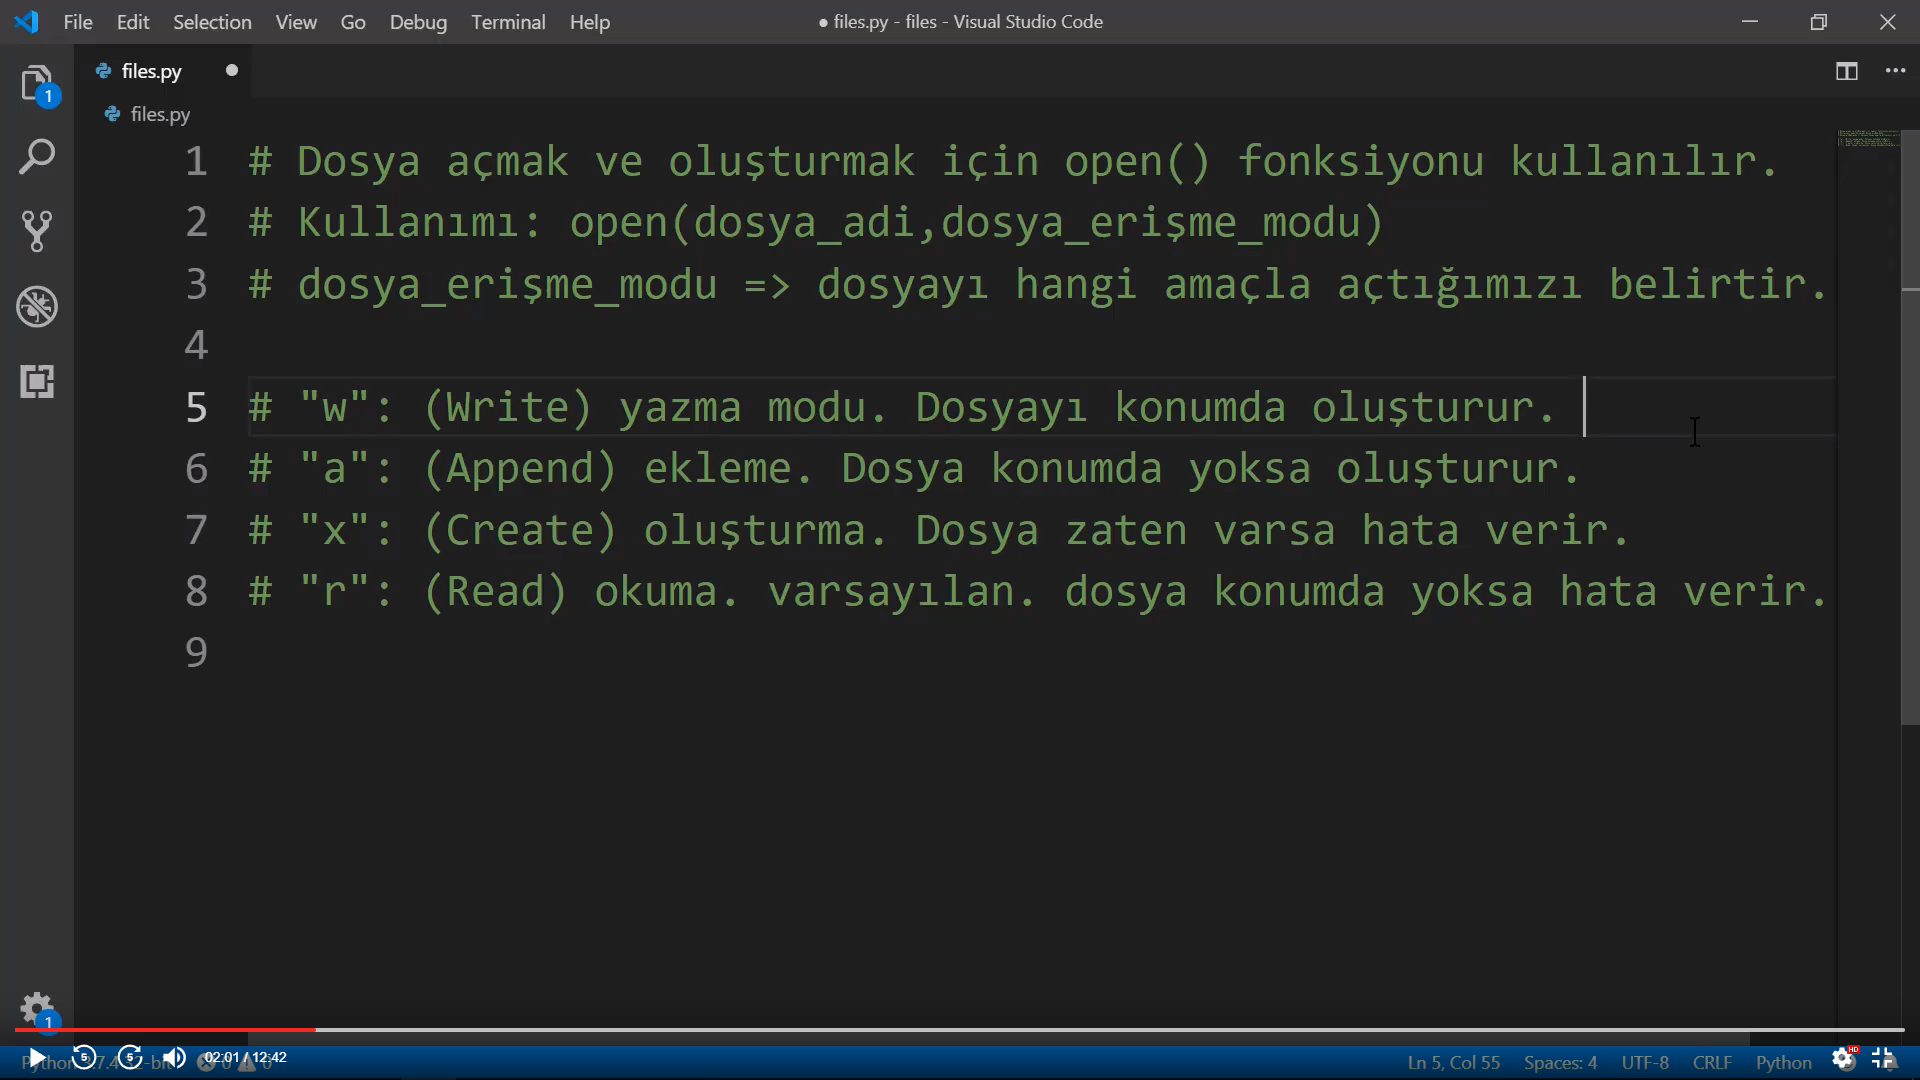 File Edit Selection View Go Debug Terminal Help
● files.py - files - Visual Studio Code
files.py
files.py
1 # Dosya açmak ve oluşturmak için open() fonksiyonu kullanılır.
2 # Kullanımı: open(dosya_adi,dosya_erişme_modu)
3 # dosya_erişme_modu => dosyayı hangi amaçla açtığımızı belirtir.
4
5 # "w": (Write) yazma modu. Dosyayı konumda oluşturur.
6 # "a": (Append) ekleme. Dosya konumda yoksa oluşturur.
7 # "x": (Create) oluşturma. Dosya zaten varsa hata verir.
8 # "r": (Read) okuma. varsayılan. dosya konumda yoksa hata verir.
9
1
1
5 5 02:01 / 12:42
Ln 5, Col 55 Spaces: 4 UTF-8 CRLF Python HD